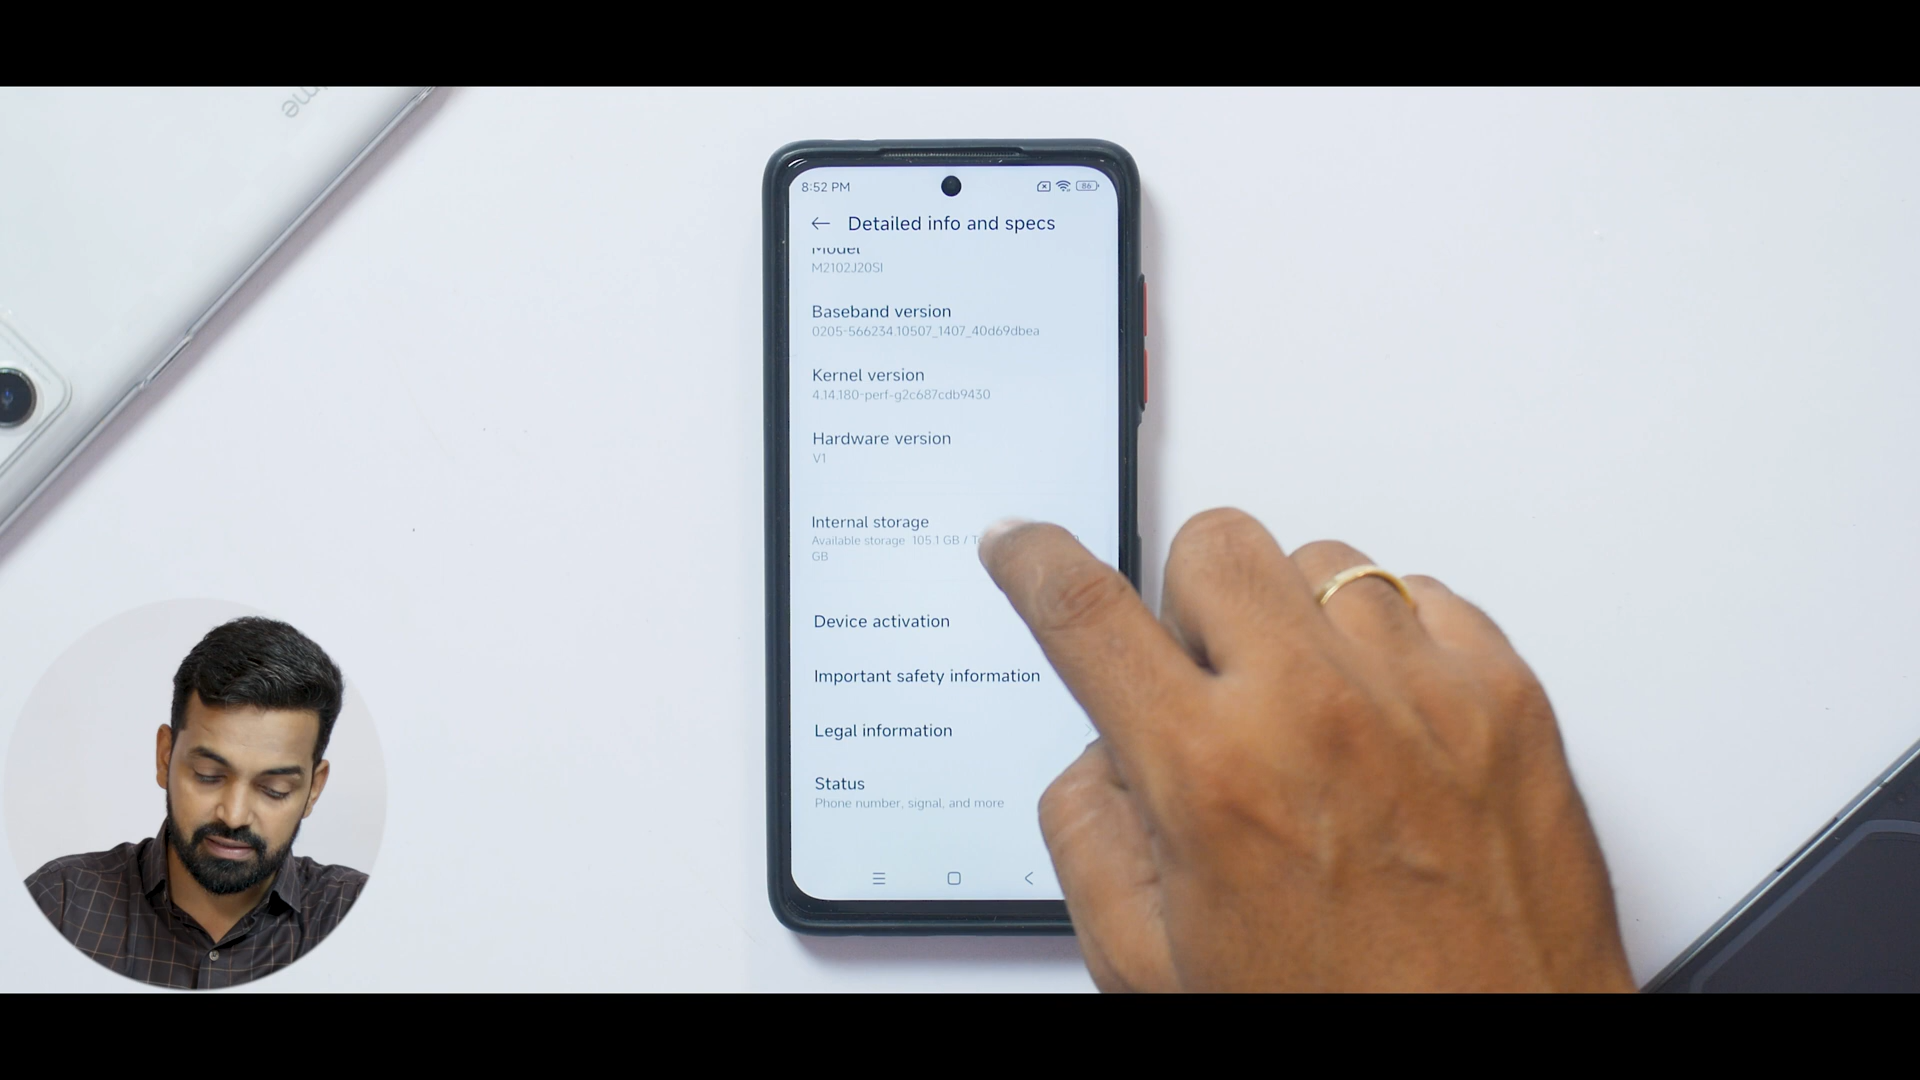 8:52 PM
86
Detailed info and specs
Model
M2102J20SI
Baseband version
0205-566234.10507_1407_40d69dbea
Kernel version
4.14.180-perf-g2c687cdb9430
Hardware version
V1
Internal storage
Available storage 105.1 GB /
GB
Device activation
Important safety information
Legal information
Status
Phone number, signal, and more